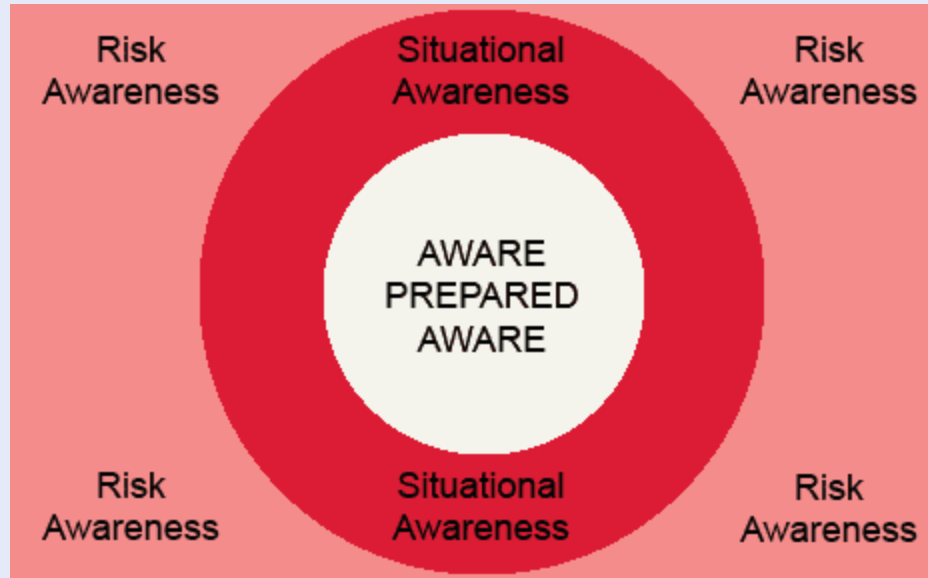 Risk
Awareness
Situational
Awareness
Risk
Awareness
AWARE
PREPARED
AWARE
Risk
Awareness
Situational
Awareness
Risk
Awareness